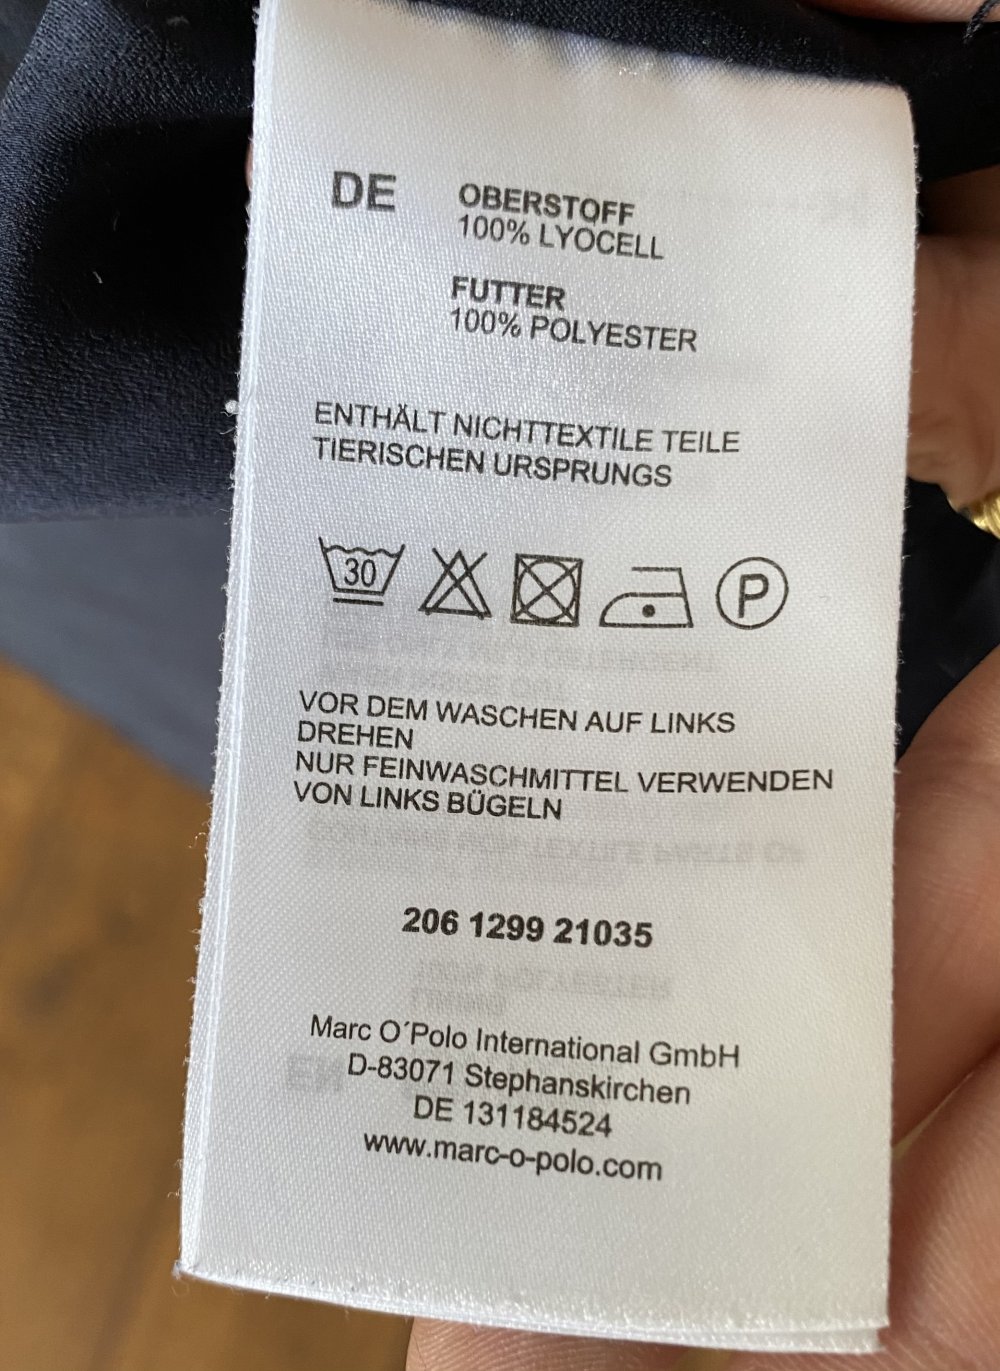 DE
OBERSTOFF
100% LYOCELL
FUTTER
100% POLYESTER
ENTHÄLT NICHTTEXTILE TEILE
TIERISCHEN URSPRUNGS
30
P
VOR DEM WASCHEN AUF LINKS
DREHEN
NUR FEINWASCHMITTEL VERWENDEN
VON LINKS BÜGELN
206 1299 21035
Marc O´Polo International GmbH
D-83071 Stephanskirchen
DE 131184524
www.marc-o-polo.com